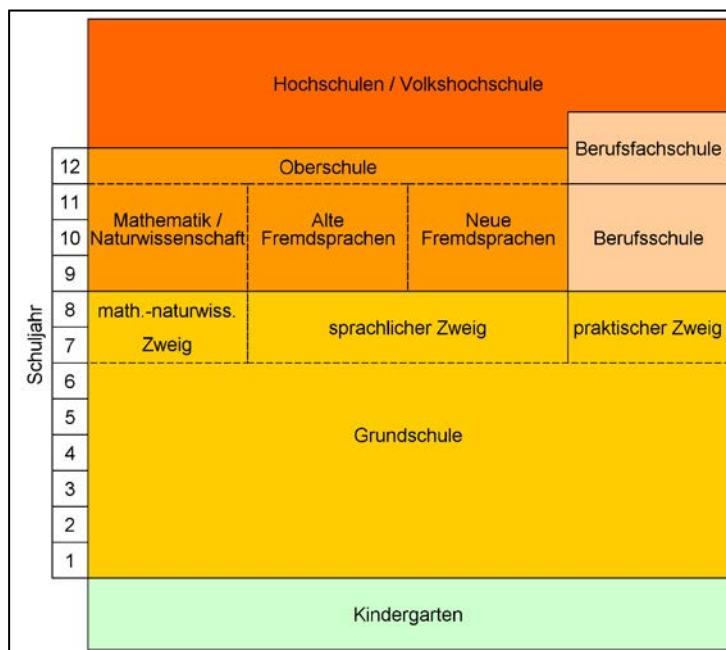 Hochschulen / Volkshochschule
Berufsfachschule
12
Oberschule
11
Mathematik /
Naturwissenschaft
Alte
Fremdsprachen
Neue
Fremdsprachen
10
Berufsschule
9
8
math.-naturwiss.
Zweig
sprachlicher Zweig
praktischer Zweig
7
Schuljahr
6
5
Grundschule
4
3
2
1
Kindergarten